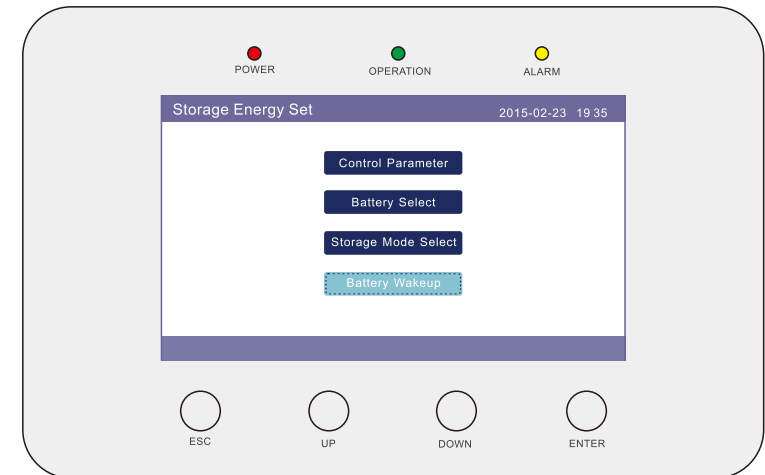 POWER OPERATION ALARM
Storage Energy Set 2015-02-23 19 35
Control Parameter
Battery Select
Storage Mode Select
Battery Wakeup
ESC UP DOWN ENTER